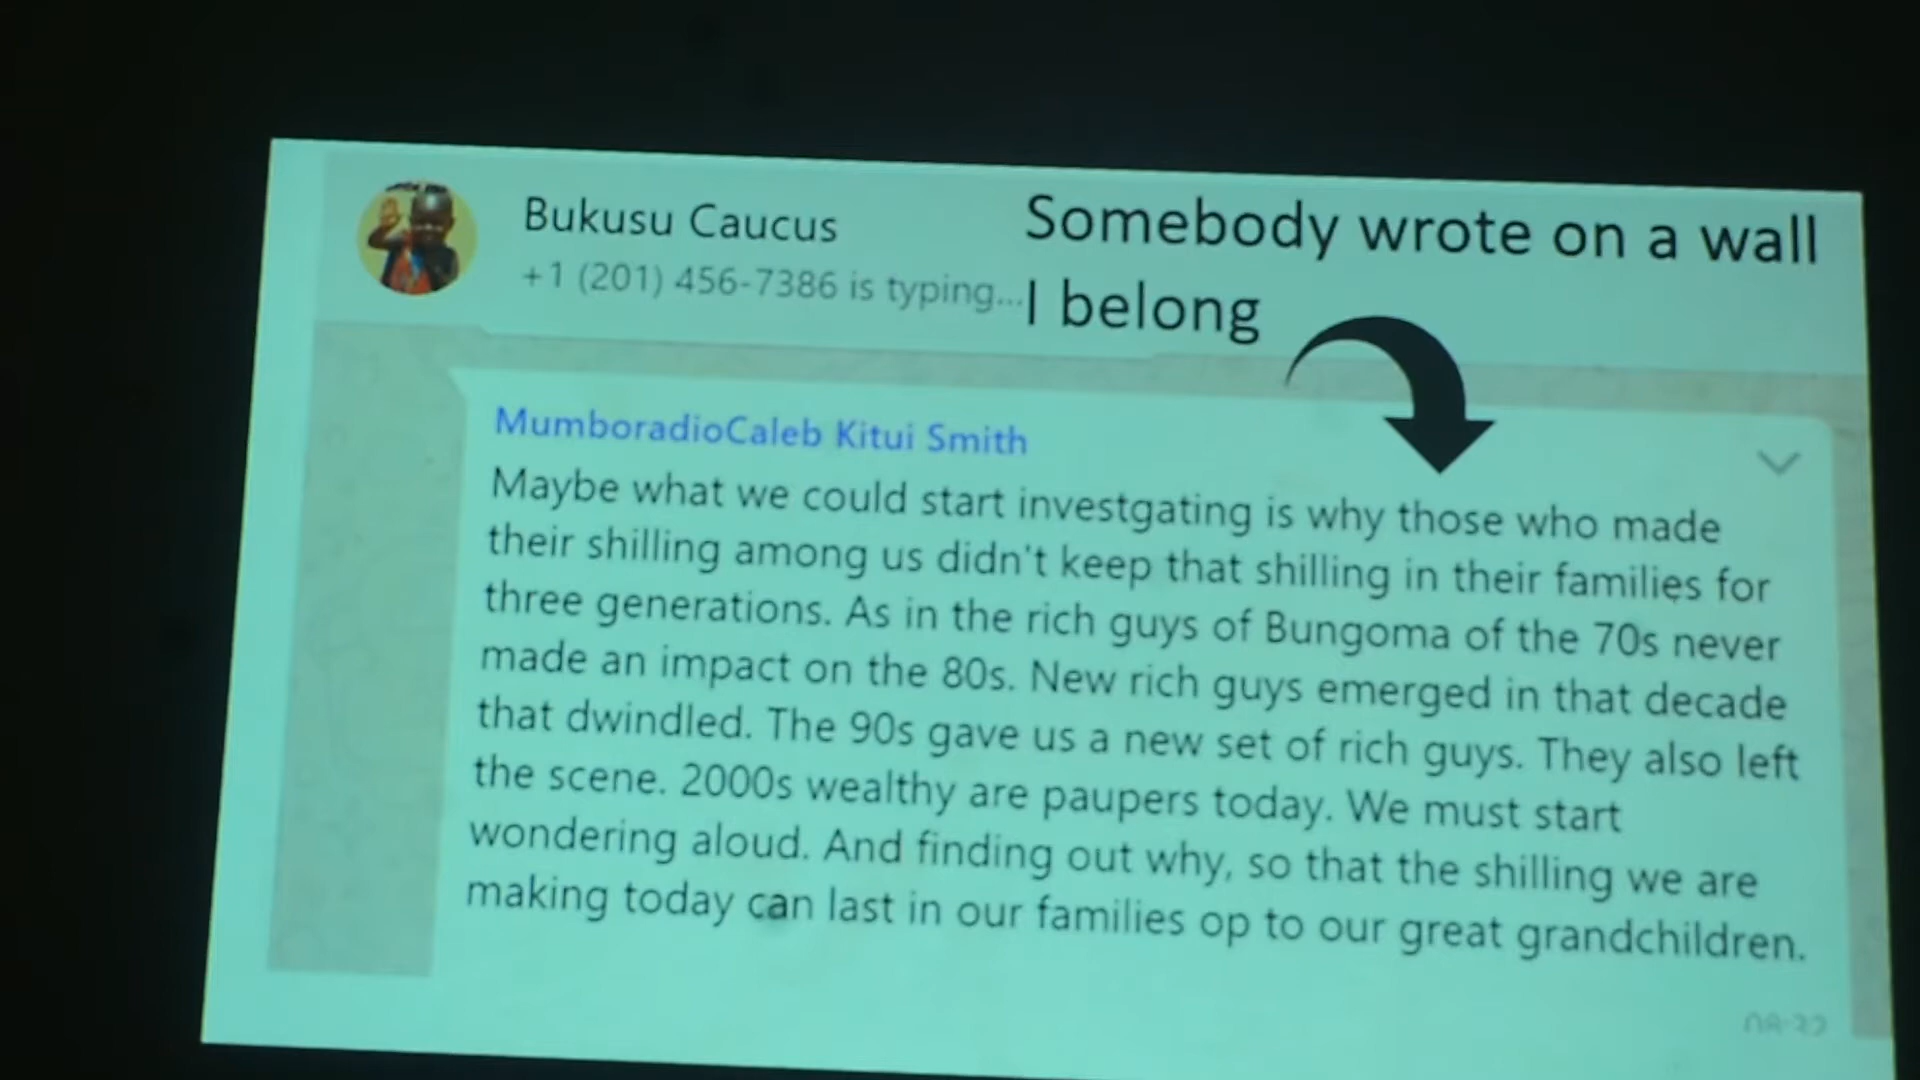 Bukusu Caucus
+1 (201) 456-7386 is typing...
Somebody wrote on a wall
I belong
MumboradioCaleb Kitui Smith
Maybe what we could start investgating is why those who made
their shilling among us didn't keep that shilling in their families for
three generations. As in the rich guys of Bungoma of the 70s never
made an impact on the 80s. New rich guys emerged in that decade
that dwindled. The 90s gave us a new set of rich guys. They also left
the scene. 2000s wealthy are paupers today. We must start
wondering aloud. And finding out why, so that the shilling we are
making today can last in our families op to our great grandchildren.